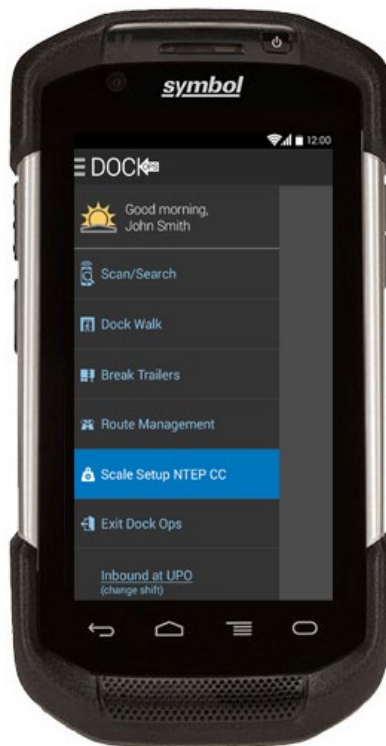 symbol
12:00
DOCK OPS
Good morning,
John Smith
Scan/Search
Dock Walk
Break Trailers
Route Management
Scale Setup NTEP CC
Exit Dock Ops
Inbound at UPO
(change shift)